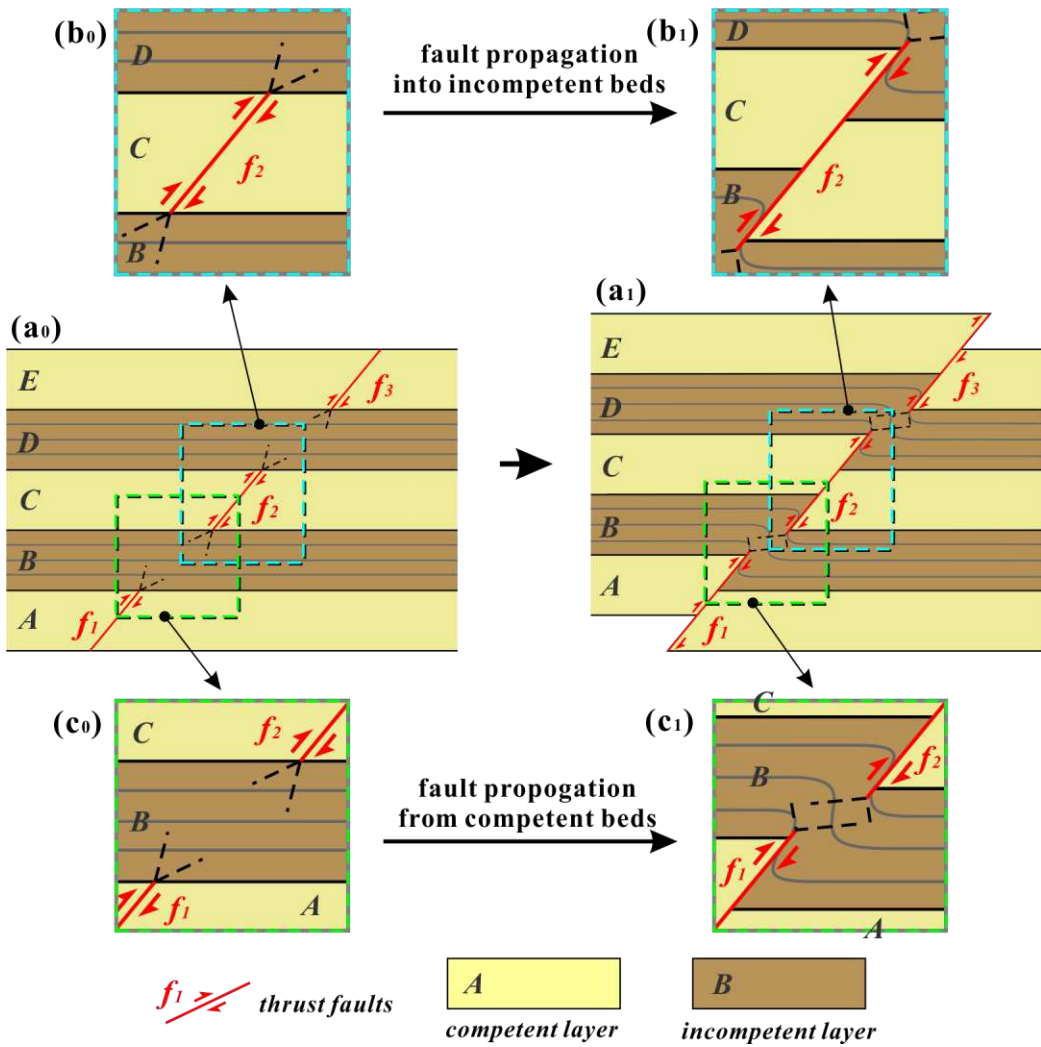 (b0)
D
C
f2
B
fault propagation
into incompetent beds
(b1)
D
C
B
f2
(a0)
E
f3
D
C
f2
B
A
f1
(a1)
E
f3
D
C
f2
B
A
f1
(c0)
C
f2
B
f1
A
fault propogation
from competent beds
(c1)
C
B
f2
f1
A
f1
thrust faults
A
competent layer
B
incompetent layer